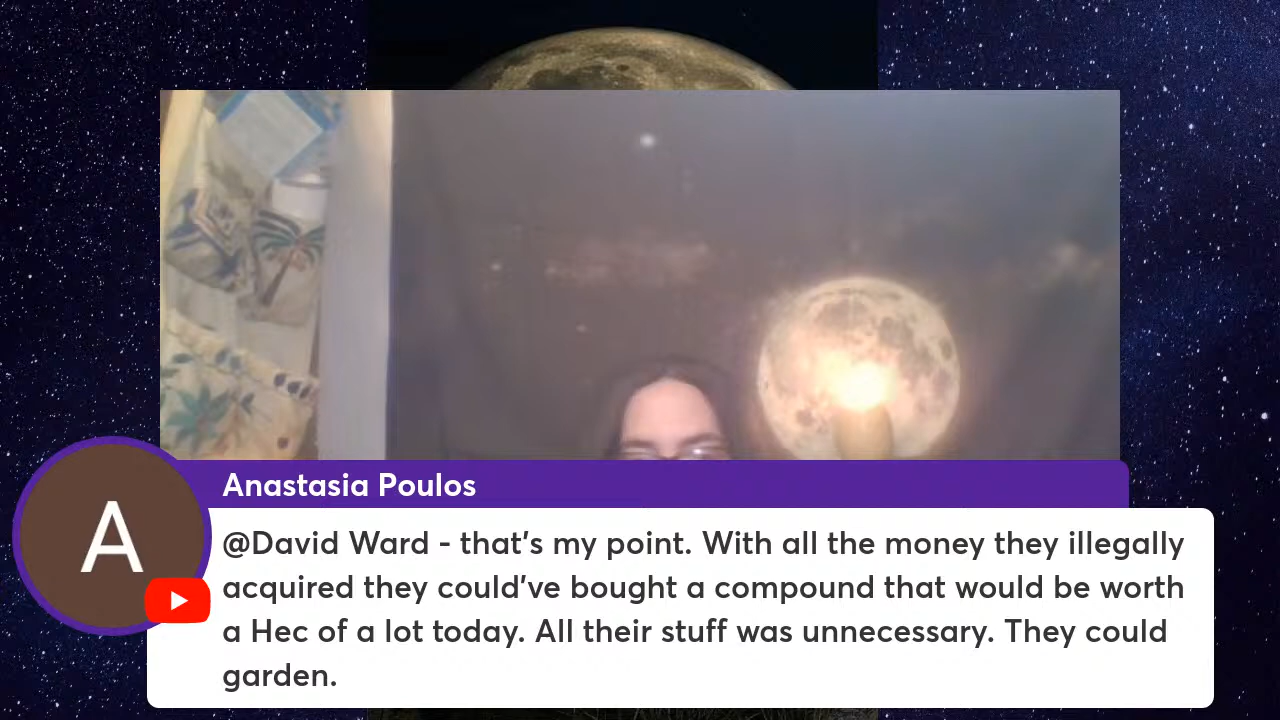 Anastasia Poulos
A
@David Ward - that's my point. With all the money they illegally
acquired they could've bought a compound that would be worth
a Hec of a lot today. All their stuff was unnecessary. They could
garden.